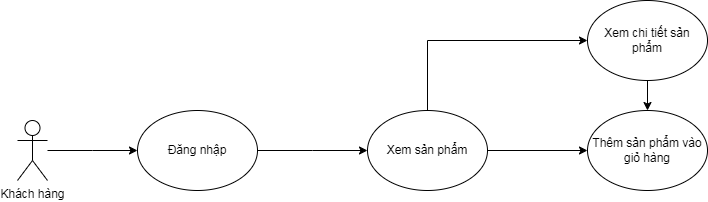 Xem chi tiết sản
phẩm
Đăng nhập
Xem sản phẩm
Thêm sản phẩm vào
giỏ hàng
Khách hàng